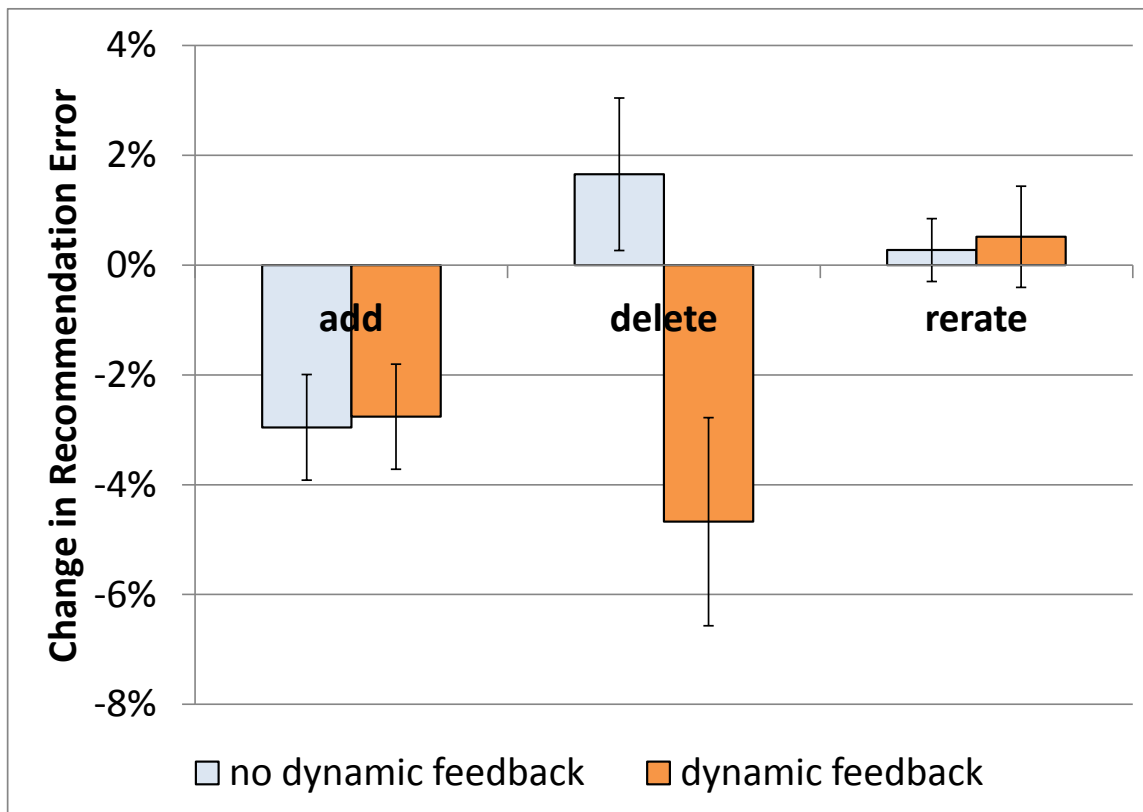 Change in Recommendation Error
4%
2%
0%
-2%
-4%
-6%
-8%
add
delete
rerate
no dynamic feedback
dynamic feedback